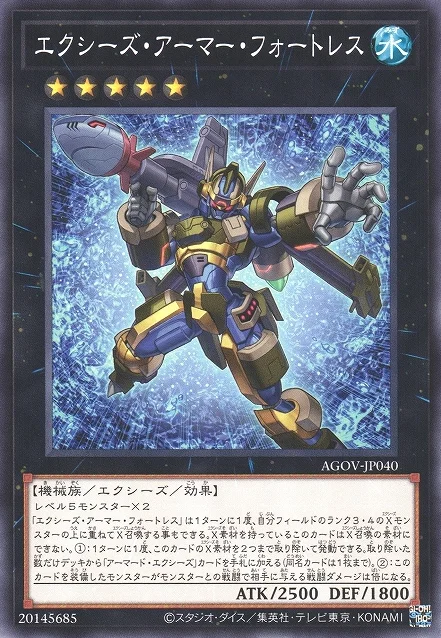 エクシーズ・アーマー・フォートレス
水
AGOV-JP040
【機械族／エクシーズ／効果】
レベル５モンスター×２
「エクシーズ・アーマー・フォートレス」は１ターンに１度、自分フィールドのランク３・４のＸモン
スターの上に重ねてＸ召喚する事もできる。Ｘ素材を持っているこのカードはＸ召喚の素材に
できない。①：１ターンに１度、このカードのＸ素材を２つまで取り除いて発動できる。取り除いた
数だけデッキから「アーマード・エクシーズ」カードを手札に加える（同名カードは１枚まで）。②：こ
のカードを装備したモンスターがモンスターとの戦闘で相手に与える戦闘ダメージは倍になる。
ATK/2500 DEF/1800
20145685
©スタジオ・ダイス／集英社・テレビ東京・KONAMI